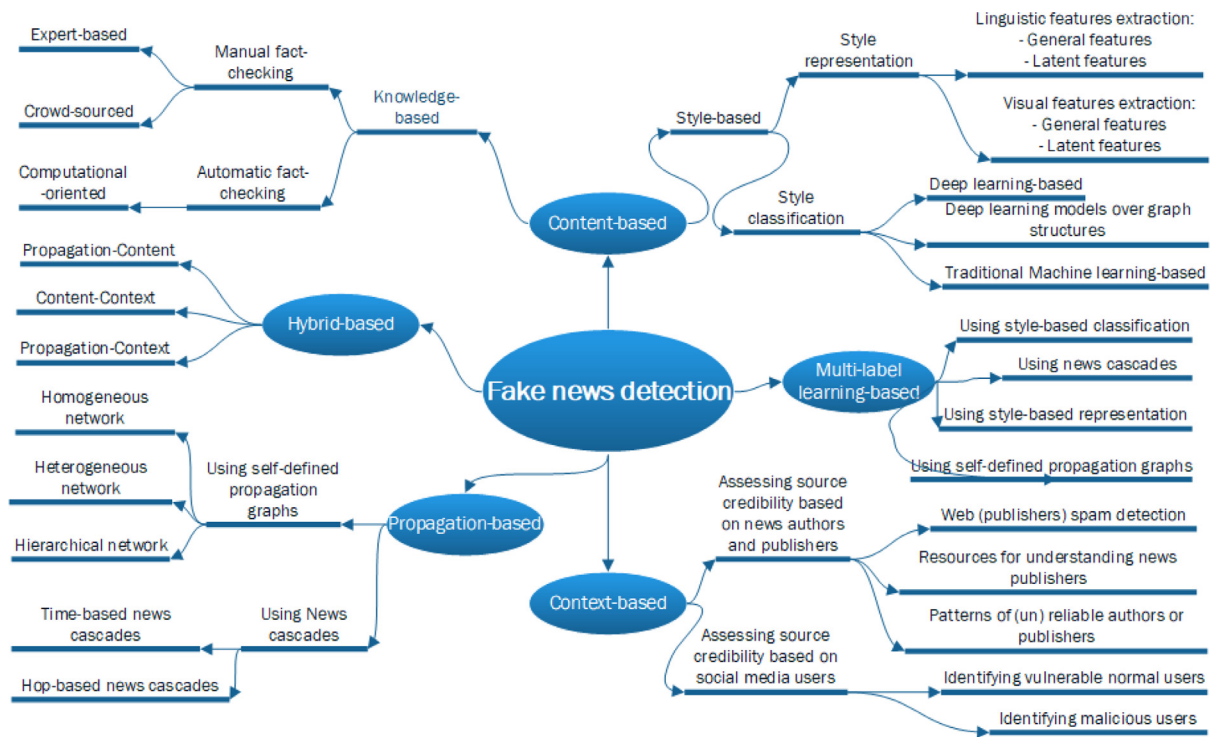 Expert-based
Manual fact-
checking
Crowd-sourced
Knowledge-
based
Computational
-oriented
Automatic fact-
checking
Content-based
Style-based
Style
representation
Linguistic features extraction:
- General features
- Latent features
Visual features extraction:
- General features
- Latent features
Style
classification
Deep learning-based
Deep learning models over graph
structures
Traditional Machine learning-based
Propagation-Content
Content-Context
Propagation-Context
Hybrid-based
Fake news detection
Multi-label
learning-based
Using style-based classification
Using news cascades
Using style-based representation
Using self-defined propagation graphs
Homogeneous
network
Heterogeneous
network
Hierarchical network
Using self-defined
propagation
graphs
Propagation-based
Time-based news
cascades
Using News
cascades
Hop-based news cascades
Context-based
Assessing source
credibility based
on news authors
and publishers
Web (publishers) spam detection
Resources for understanding news
publishers
Patterns of (un) reliable authors or
publishers
Assessing source
credibility based on
social media users
Identifying vulnerable normal users
Identifying malicious users